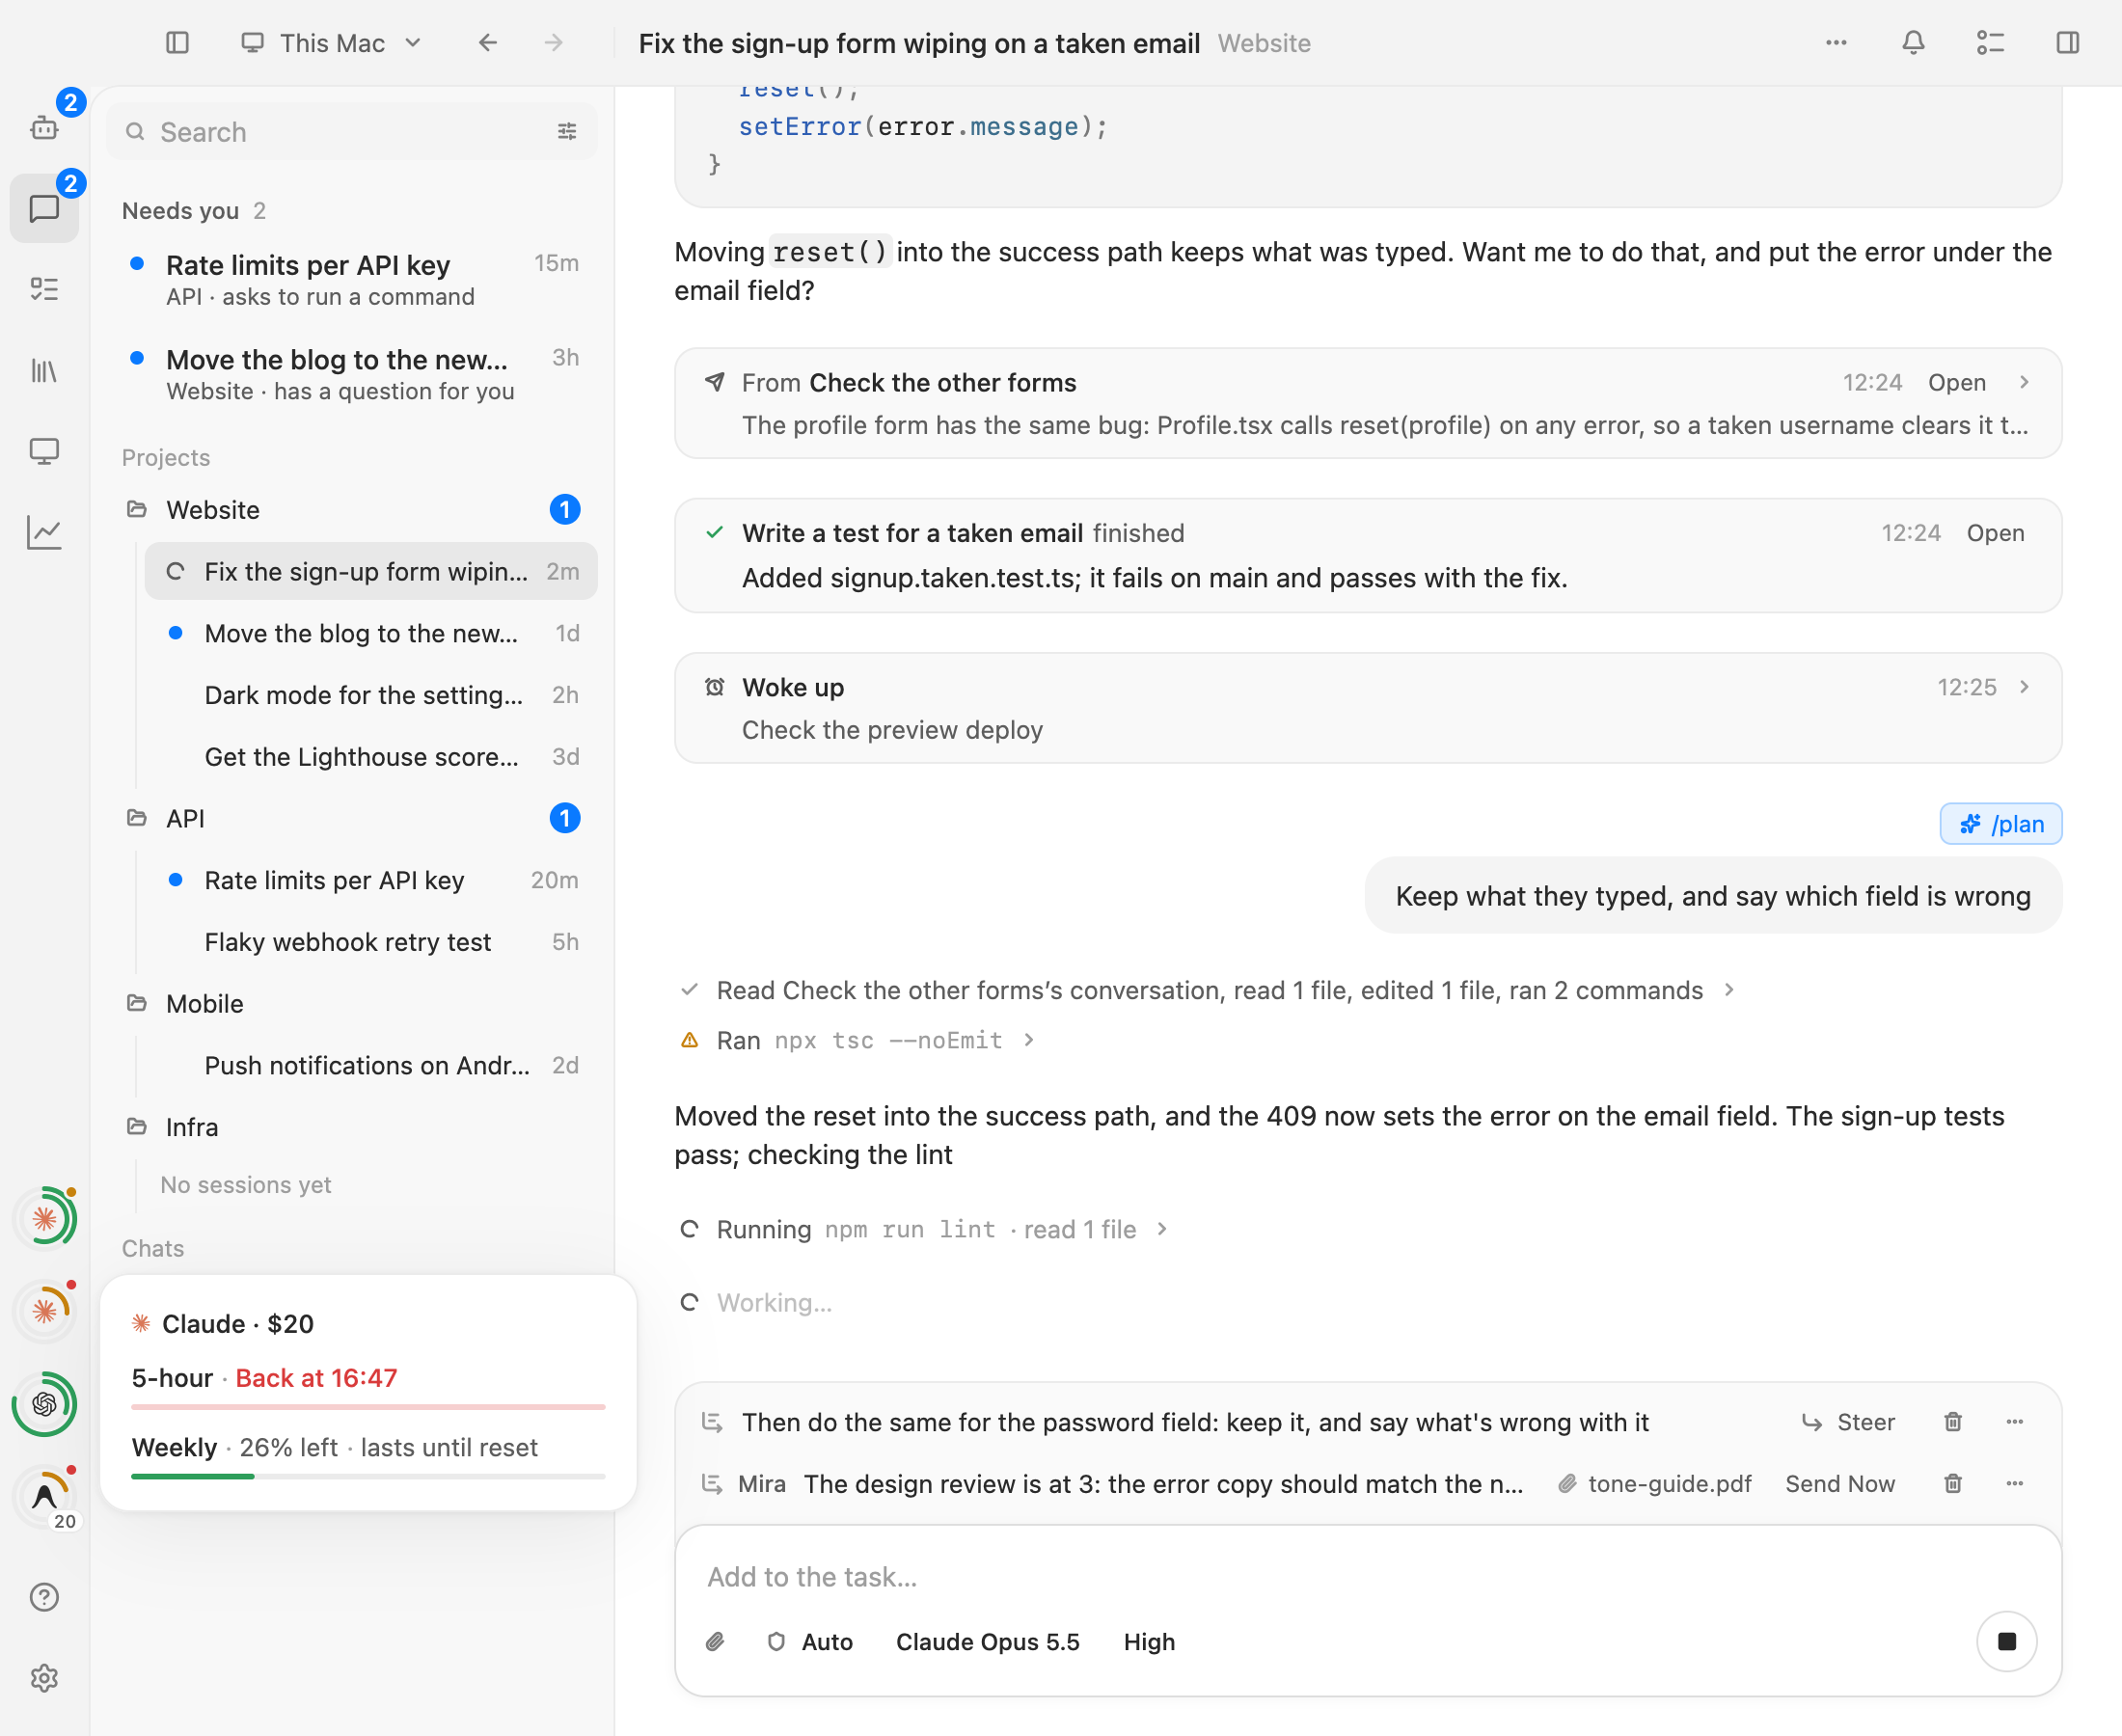 This Mac
Fix the sign-up form wiping on a taken email Website
2
2
Search
Needs you 2
Rate limits per API key 15m
API · asks to run a command
Move the blog to the new... 3h
Website · has a question for you
Projects
Website 1
Fix the sign-up form wipin... 2m
Move the blog to the new... 1d
Dark mode for the setting... 2h
Get the Lighthouse score... 3d
API 1
Rate limits per API key 20m
Flaky webhook retry test 5h
Mobile
Push notifications on Andr... 2d
Infra
No sessions yet
Chats
Claude · $20
5-hour · Back at 16:47
Weekly · 26% left · lasts until reset
20
reset();
setError(error.message);
}
Moving reset() into the success path keeps what was typed. Want me to do that, and put the error under the
email field?
From Check the other forms 12:24 Open
The profile form has the same bug: Profile.tsx calls reset(profile) on any error, so a taken username clears it t...
Write a test for a taken email finished 12:24 Open
Added signup.taken.test.ts; it fails on main and passes with the fix.
Woke up 12:25
Check the preview deploy
/plan
Keep what they typed, and say which field is wrong
Read Check the other forms’s conversation, read 1 file, edited 1 file, ran 2 commands
Ran npx tsc --noEmit
Moved the reset into the success path, and the 409 now sets the error on the email field. The sign-up tests
pass; checking the lint
Running npm run lint · read 1 file
Working...
Then do the same for the password field: keep it, and say what's wrong with it Steer
Mira The design review is at 3: the error copy should match the n... tone-guide.pdf Send Now
Add to the task...
Auto Claude Opus 5.5 High